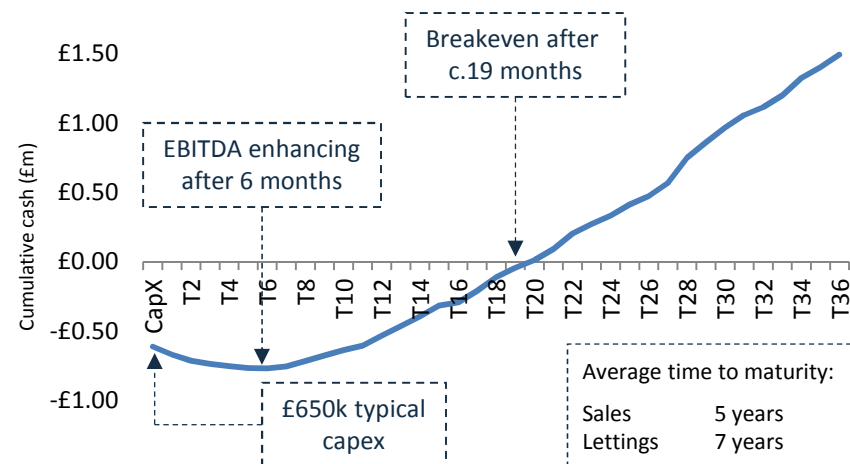 Breakeven after
c.19 months
EBITDA enhancing
after 6 months
Cumulative cash (£m)
£1.50
£1.00
£0.50
£0.00
-£0.50
-£1.00
CapX
T2
T4
T6
T8
T10
T12
T14
T16
T18
T20
T22
T24
T26
T28
T30
T32
T34
T36
£650k typical
capex
Average time to maturity:
Sales 5 years
Lettings 7 years